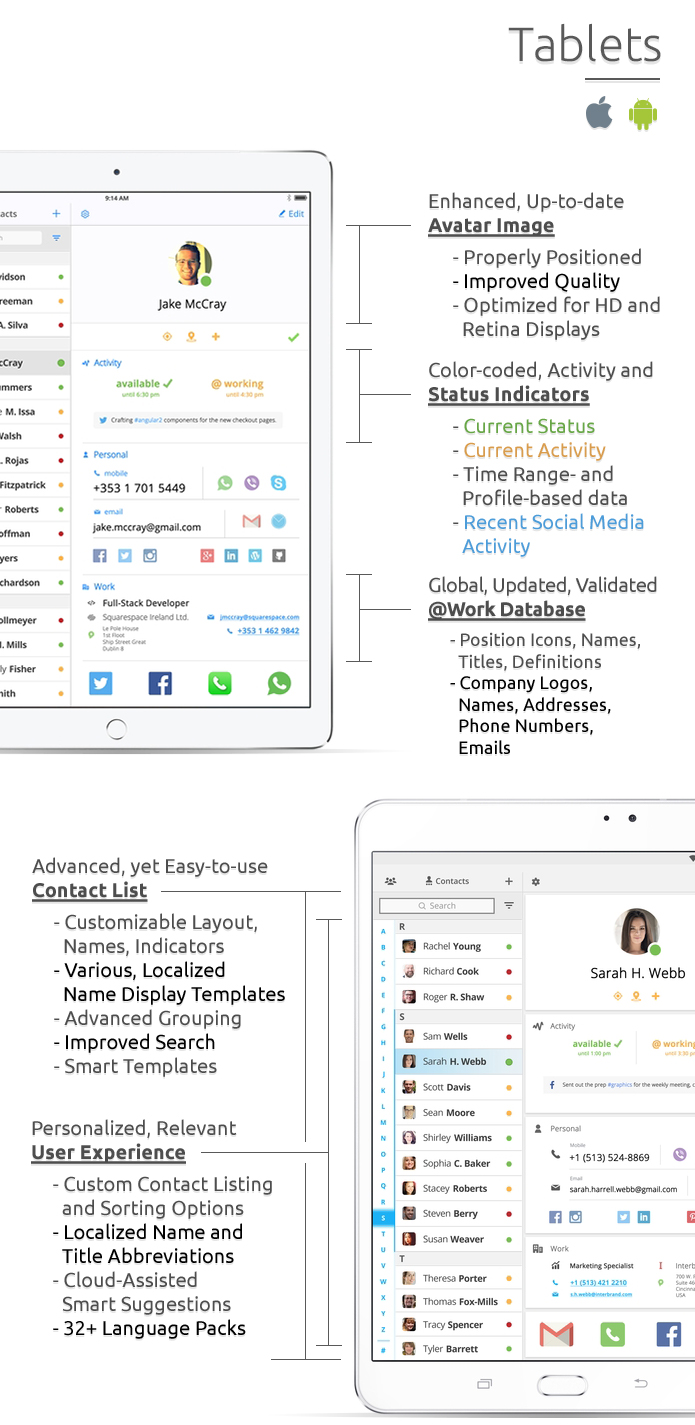 Tablets
Enhanced, Up-to-date
Avatar Image
- Properly Positioned
- Improved Quality
- Optimized for HD and
Retina Displays
Color-coded, Activity and
Status Indicators
- Current Status
- Current Activity
- Time Range- and
Profile-based data
- Recent Social Media
Activity
Global, Updated, Validated
@Work Database
- Position Icons, Names,
Titles, Definitions
- Company Logos,
Names, Addresses,
Phone Numbers,
Emails
9:14 AM
acts +
Edit
vidson
reeman
A. Silva
cCray
ummers
e M. Issa
Walsh
. Rojas
Fitzpatrick
r Roberts
offman
yers
chardson
ollmeyer
l. Mills
ly Fisher
mith
Jake McCray
Activity
available
until 6:30 pm
@ working
until 4:30 pm
Crafting #angular2 components for the new checkout pages.
Personal
mobile
+353 1 701 5449
email
jake.mccray@gmail.com
Work
</> Full-Stack Developer
Squarespace Ireland Ltd.
Le Pole House
1st Floot
Ship Street Great
Dublin 8
jmccray@squarespace.com
+353 1 462 9842
Advanced, yet Easy-to-use
Contact List
- Customizable Layout,
Names, Indicators
- Various, Localized
Name Display Templates
- Advanced Grouping
- Improved Search
- Smart Templates
Personalized, Relevant
User Experience
- Custom Contact Listing
and Sorting Options
- Localized Name and
Title Abbreviations
- Cloud-Assisted
Smart Suggestions
- 32+ Language Packs
Contacts +
Search
A
B
C
D
E
F
G
H
I
J
K
L
M
N
O
P
Q
R
S
T
U
V
W
X
Y
Z
#
R
Rachel Young
Richard Cook
Roger R. Shaw
S
Sam Wells
Sarah H. Webb
Scott Davis
Sean Moore
Shirley Williams
Sophia C. Baker
Stacey Roberts
Steven Berry
Susan Weaver
T
Theresa Porter
Thomas Fox-Mills
Tracy Spencer
Tyler Barrett
Sarah H. Webb
Activity
available
until 1:00 pm
@ working
until 3:30 p
Sent out the prep #graphics for the weekly meeting, c
Personal
Mobile
+1 (513) 524-8869
Email
sarah.harrell.webb@gmail.com
Work
Marketing Specialist
+1 (513) 421 2210
s.h.webb@interbrand.com
Interb
700 W. P
Suite 46
Cincinna
USA